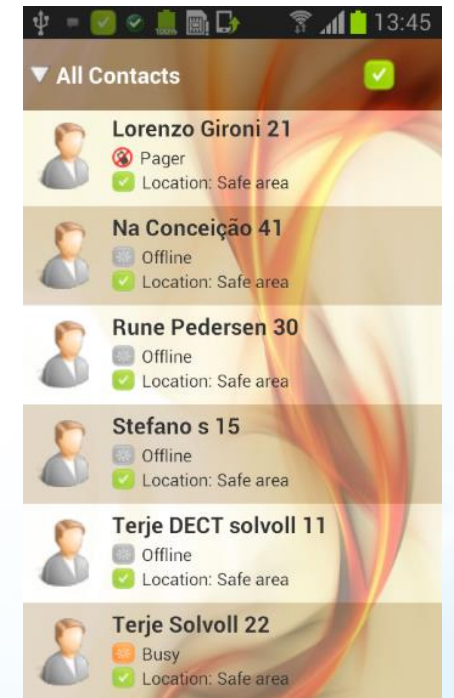 100%
13:45
All Contacts
Lorenzo Gironi 21
Pager
Location: Safe area
Na Conceição 41
Offline
Location: Safe area
Rune Pedersen 30
Offline
Location: Safe area
Stefano s 15
Offline
Location: Safe area
Terje DECT solvoll 11
Offline
Location: Safe area
Terje Solvoll 22
Busy
Location: Safe area